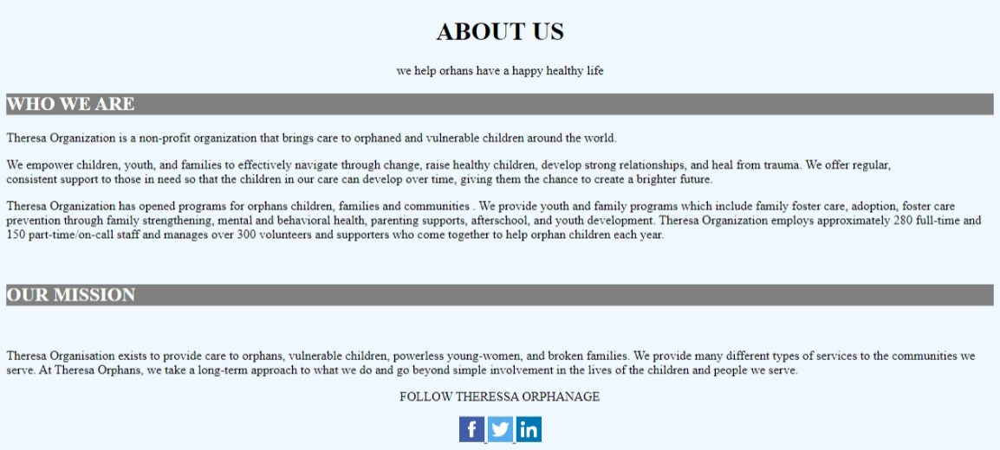 ABOUT US
we help orhans have a happy healthy life
WHO WE ARE
Theresa Organization is a non-profit organization that brings care to orphaned and vulnerable children around the world.
We empower children, youth, and families to effectively navigate through change, raise healthy children, develop strong relationships, and heal from trauma. We offer regular,
consistent support to those in need so that the children in our care can develop over time, giving them the chance to create a brighter future.
Theresa Organization has opened programs for orphans children, families and communities . We provide youth and family programs which include family foster care, adoption, foster care
prevention through family strengthening, mental and behavioral health, parenting supports, afterschool, and youth development. Theresa Organization employs approximately 280 full-time and
150 part-time/on-call staff and manages over 300 volunteers and supporters who come together to help orphan children each year.
OUR MISSION
Theresa Organisation exists to provide care to orphans, vulnerable children, powerless young-women, and broken families. We provide many different types of services to the communities we
serve. At Theresa Orphans, we take a long-term approach to what we do and go beyond simple involvement in the lives of the children and people we serve.
FOLLOW THERESSA ORPHANAGE
f in